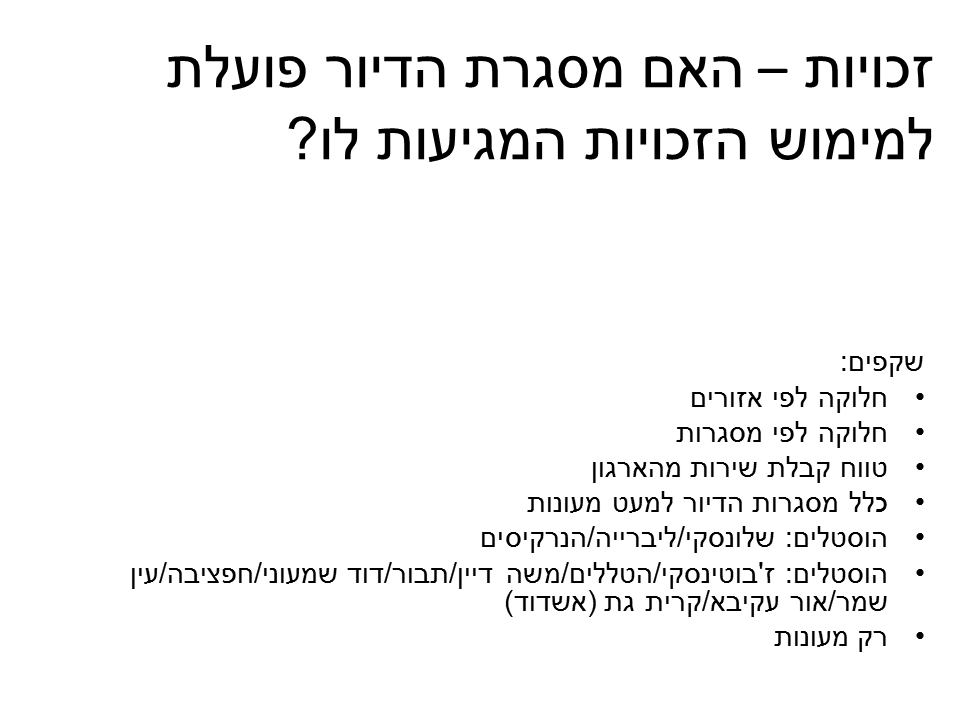 זכויות – האם מסגרת הדיור פועלת
למימוש הזכויות המגיעות לו?
שקפים:
• חלוקה לפי אזורים
• חלוקה לפי מסגרות
• טווח קבלת שירות מהארגון
• כלל מסגרות הדיור למעט מעונות
• הוסטלים: שלונסקי/ליברייה/הנרקיסים
• הוסטלים: ז'בוטינסקי/הטללים/משה דיין/תבור/דוד שמעוני/חפציבה/עין
שמר/אור עקיבא/קרית גת (אשדוד)
• רק מעונות